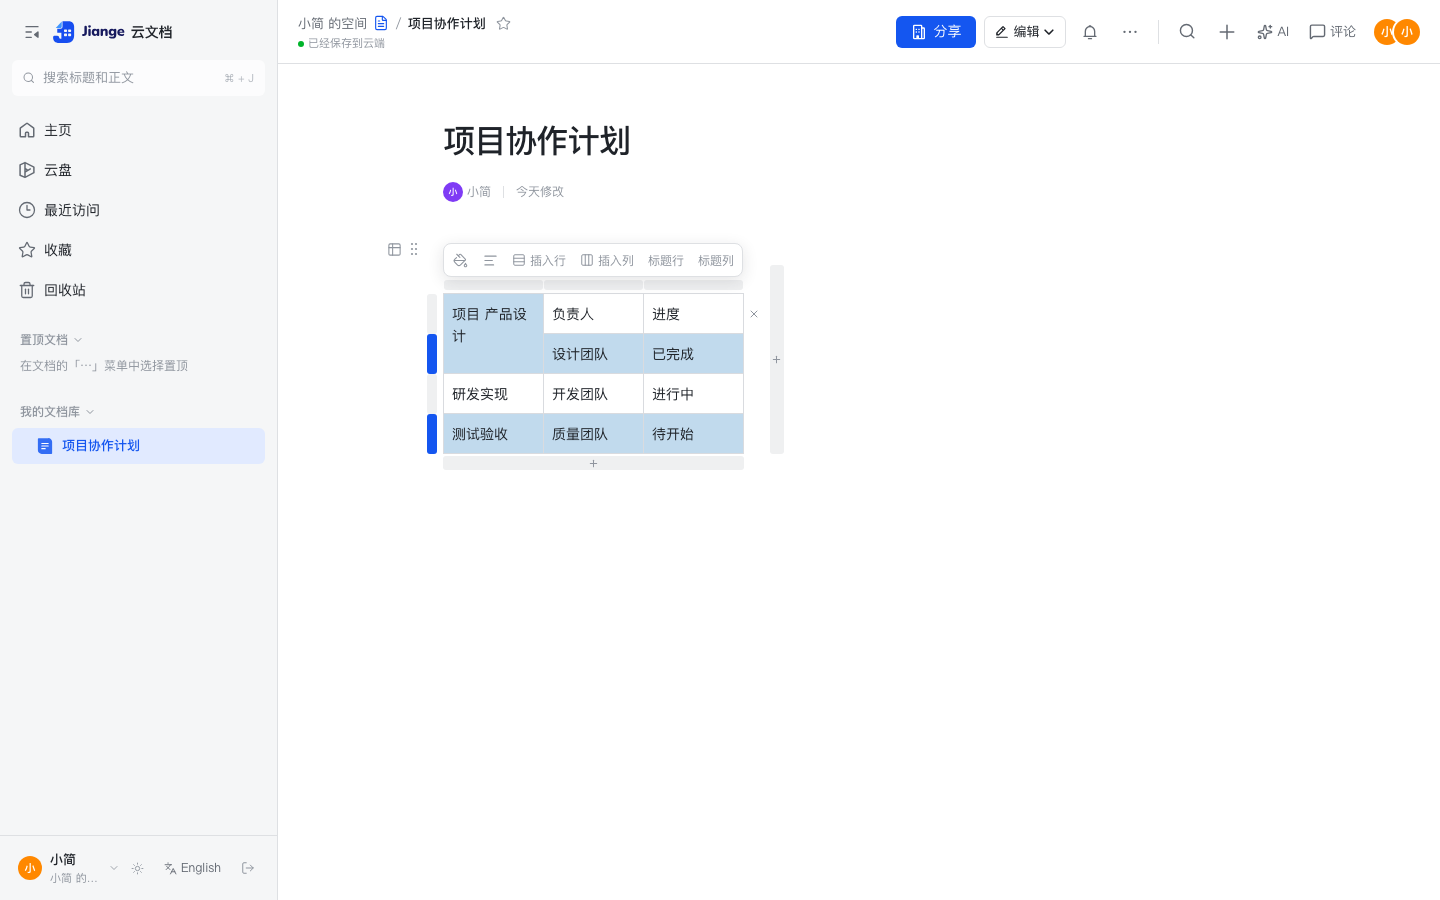 Jiange 云文档
搜索标题和正文 ⌘ + J
主页
云盘
最近访问
收藏
回收站
置顶文档
在文档的「···」菜单中选择置顶
我的文档库
项目协作计划
小简
小简 的...
English
小简 的空间 / 项目协作计划
已经保存到云端
分享 编辑 AI 评论 小 小
项目协作计划
小 小简 今天修改
插入行 插入列 标题行 标题列
项目 产品设计 负责人 进度
设计团队 已完成
研发实现 开发团队 进行中
测试验收 质量团队 待开始
小